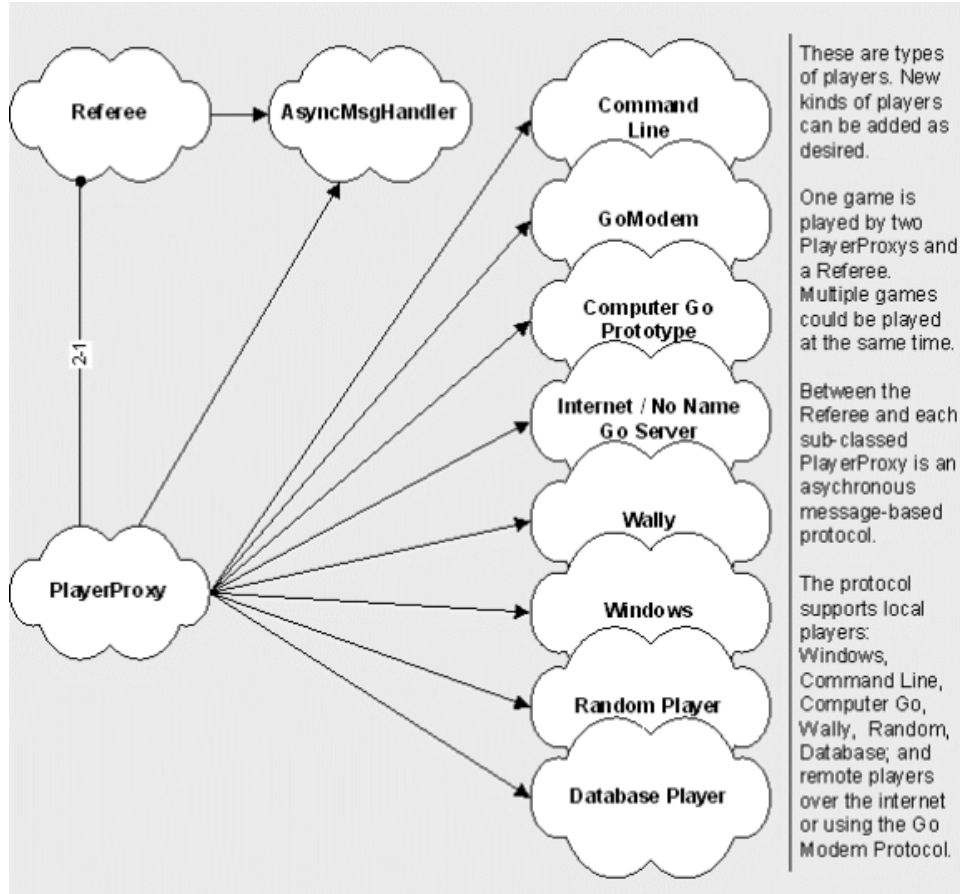 Referee
AsyncMsgHandler
Command
Line
GoModem
Computer Go
Prototype
Internet / No Name
Go Server
Wally
Windows
Random Player
Database Player
PlayerProxy
2-1
These are types
of players. New
kinds of players
can be added as
desired.
One game is
played by two
PlayerProxys and
a Referee.
Multiple games
could be played
at the same time.
Between the
Referee and each
sub-classed
PlayerProxy is an
asychronous
message-based
protocol.
The protocol
supports local
players:
Windows,
Command Line,
Computer Go,
Wally, Random,
Database; and
remote players
over the internet
or using the Go
Modem Protocol.